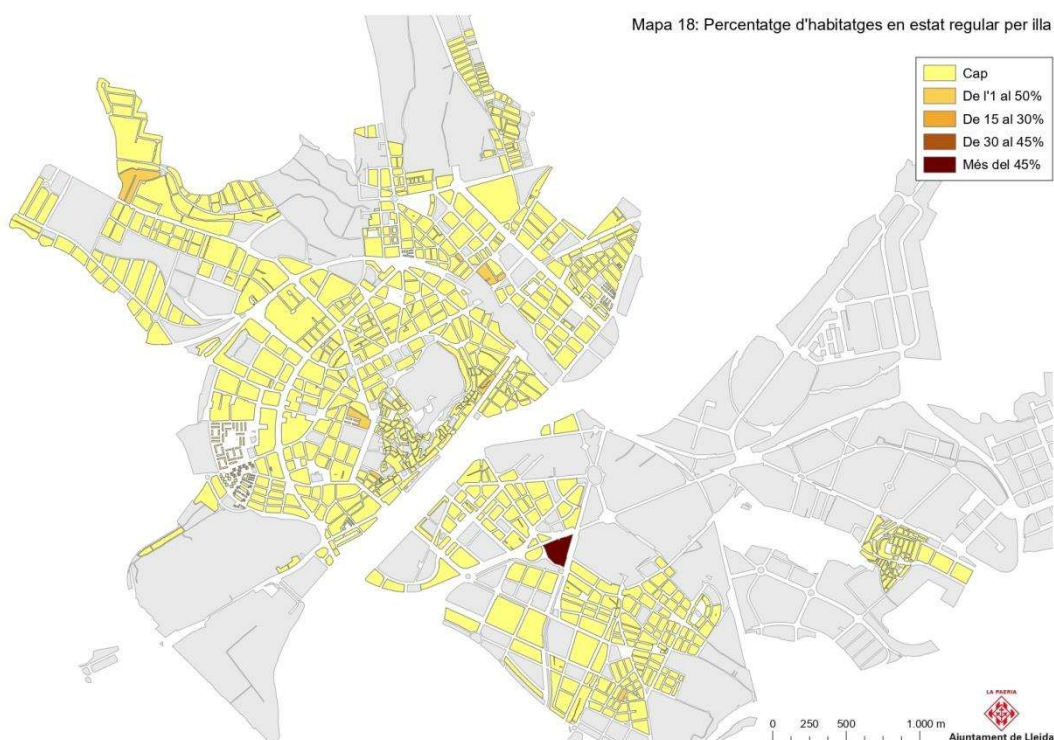 Mapa 18: Percentatge d'habitatges en estat regular per illa
Cap
De l'1 al 50%
De 15 al 30%
De 30 al 45%
Més del 45%
LA PAERIA
0 250 500 1.000 m
Ajuntament de Lleida